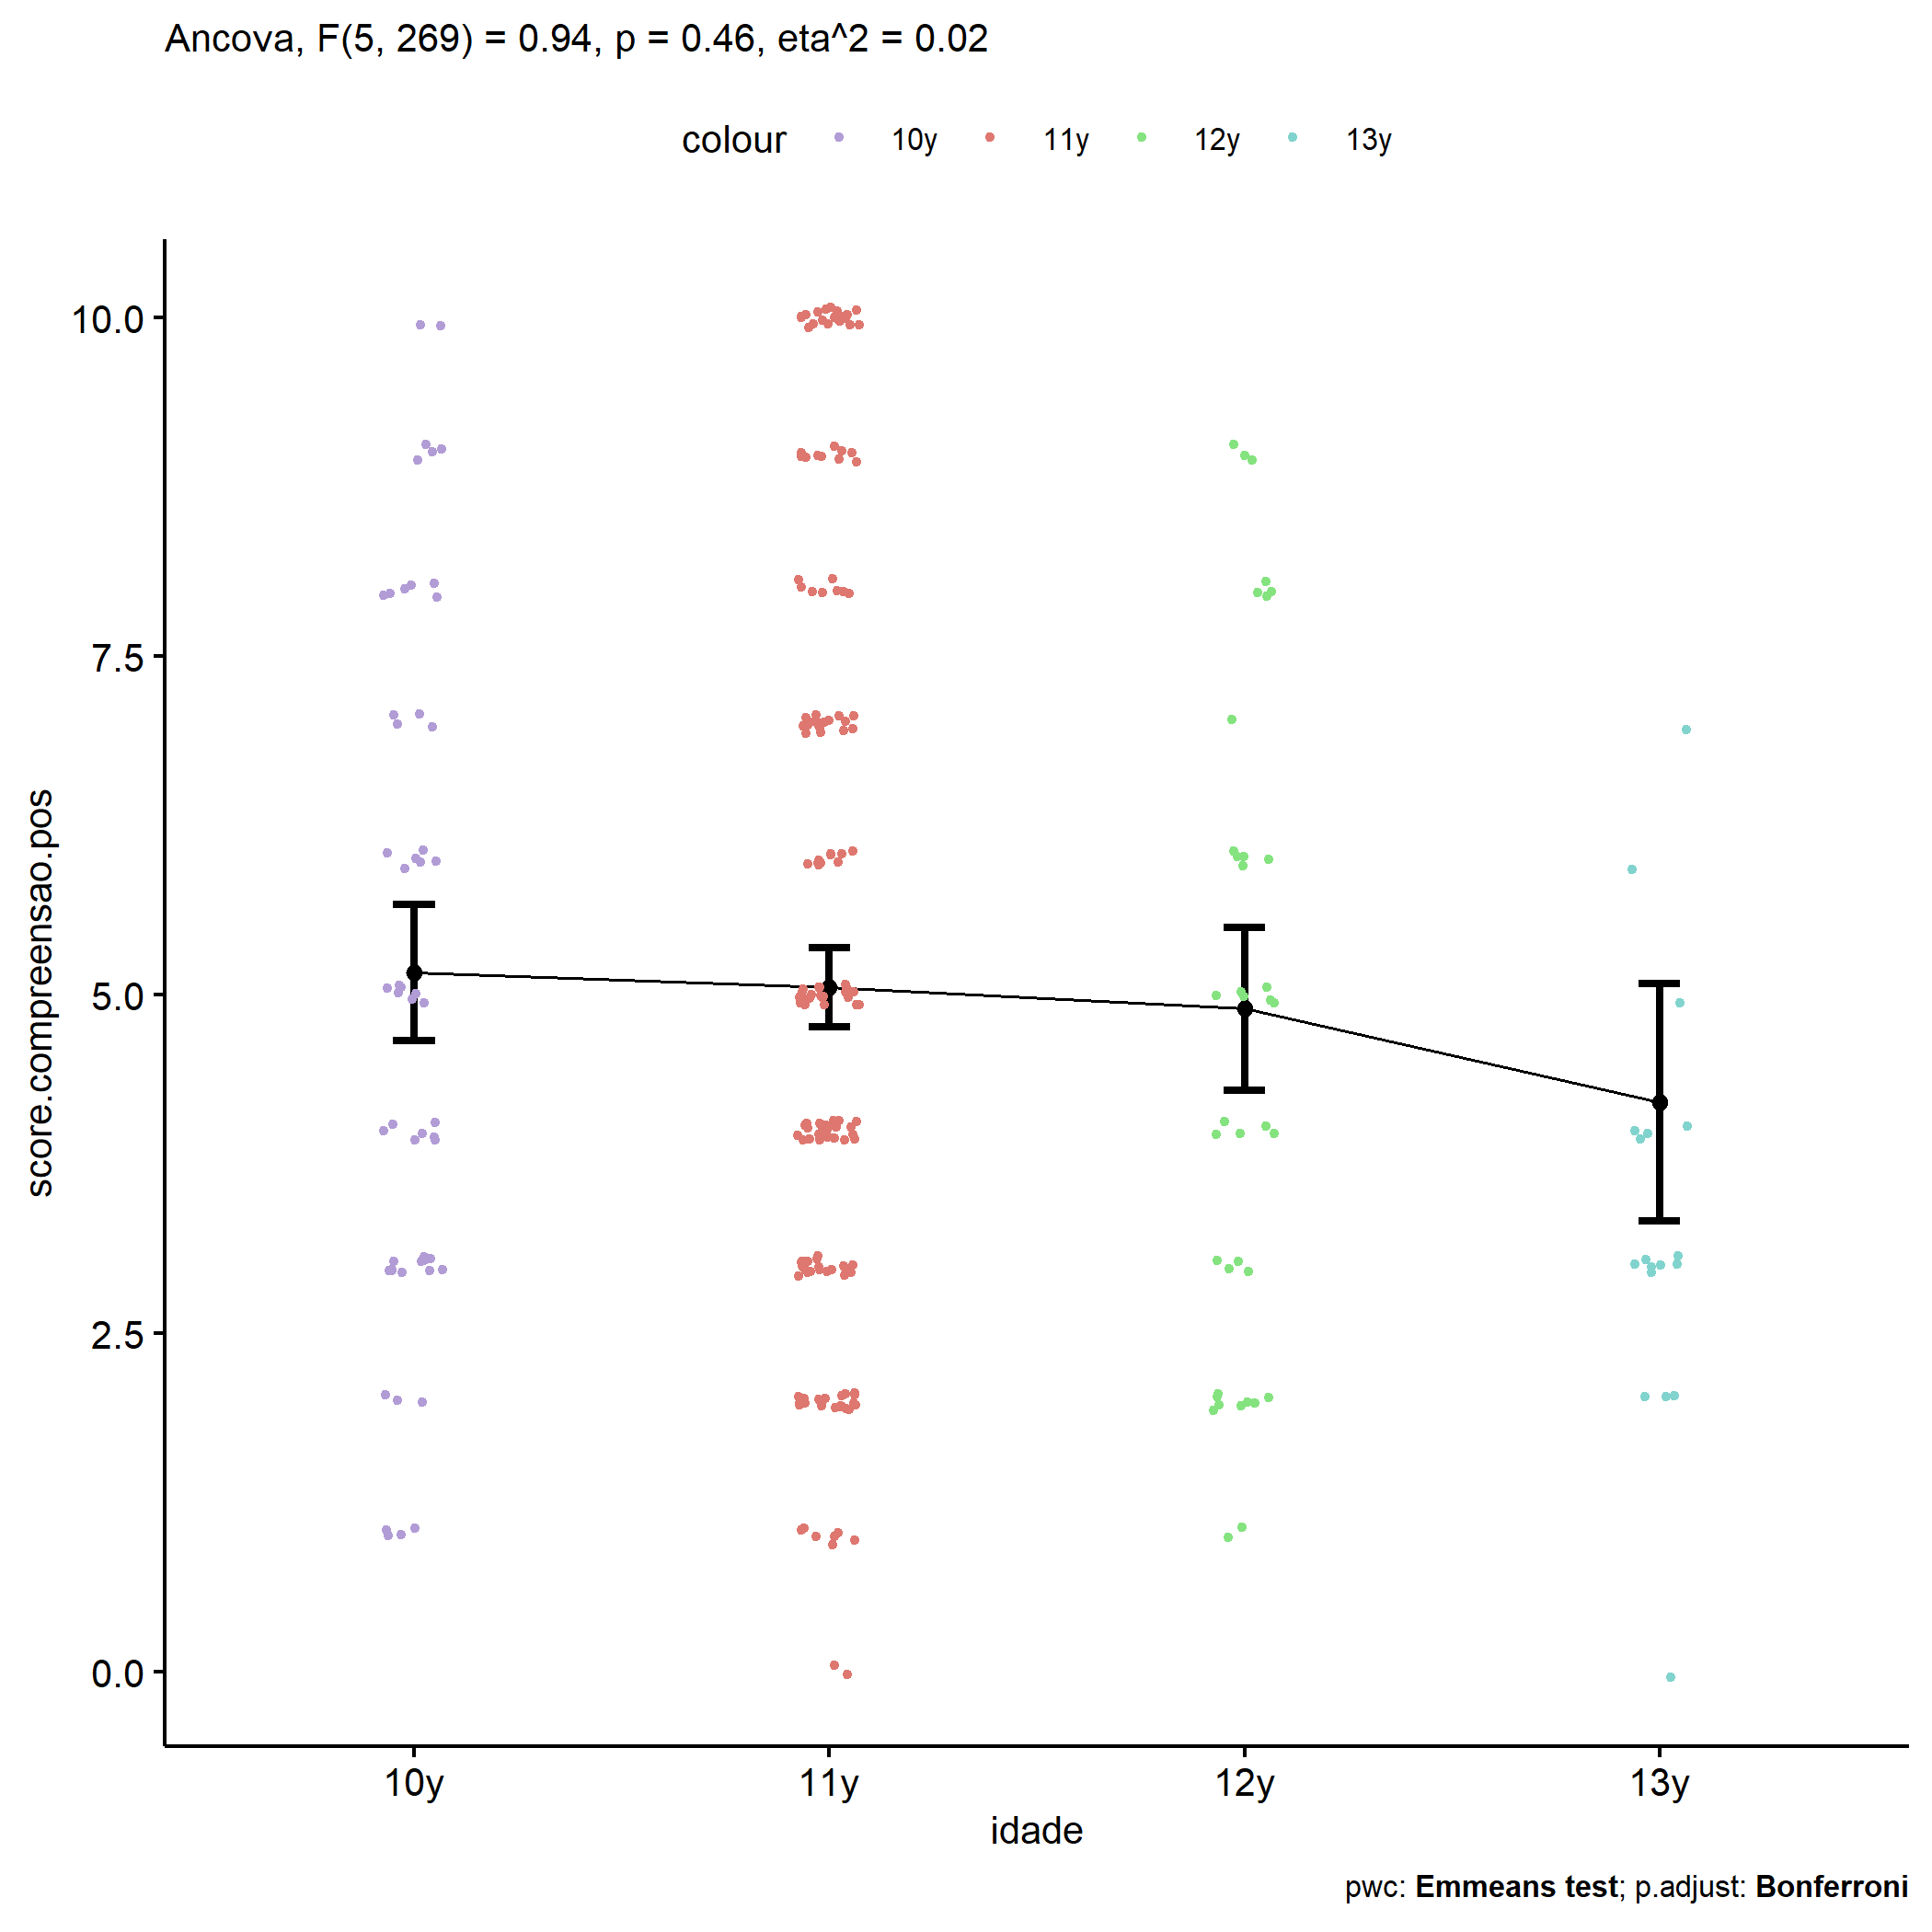 Ancova, F(5, 269) = 0.94, p = 0.46, eta^2 = 0.02
colour 10y 11y 12y 13y
10.0
7.5
5.0
2.5
0.0
score.compreensao.pos
10y 11y 12y 13y
idade
pwc: Emmeans test; p.adjust: Bonferroni